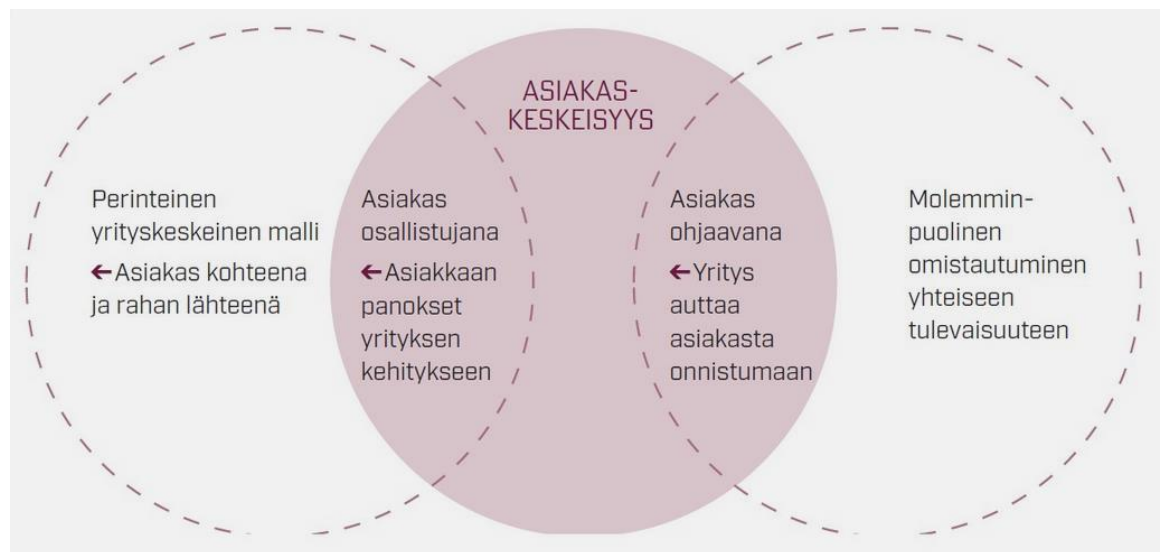 ASIAKAS-
KESKEISYYS
Perinteinen
yrityskeskeinen malli
←Asiakas kohteena
ja rahan lähteenä
Asiakas
osallistujana
←Asiakkaan
panokset
yrityksen
kehitykseen
Asiakas
ohjaavana
←Yritys
auttaa
asiakasta
onnistumaan
Molemmin-
puolinen
omistautuminen
yhteiseen
tulevaisuuteen